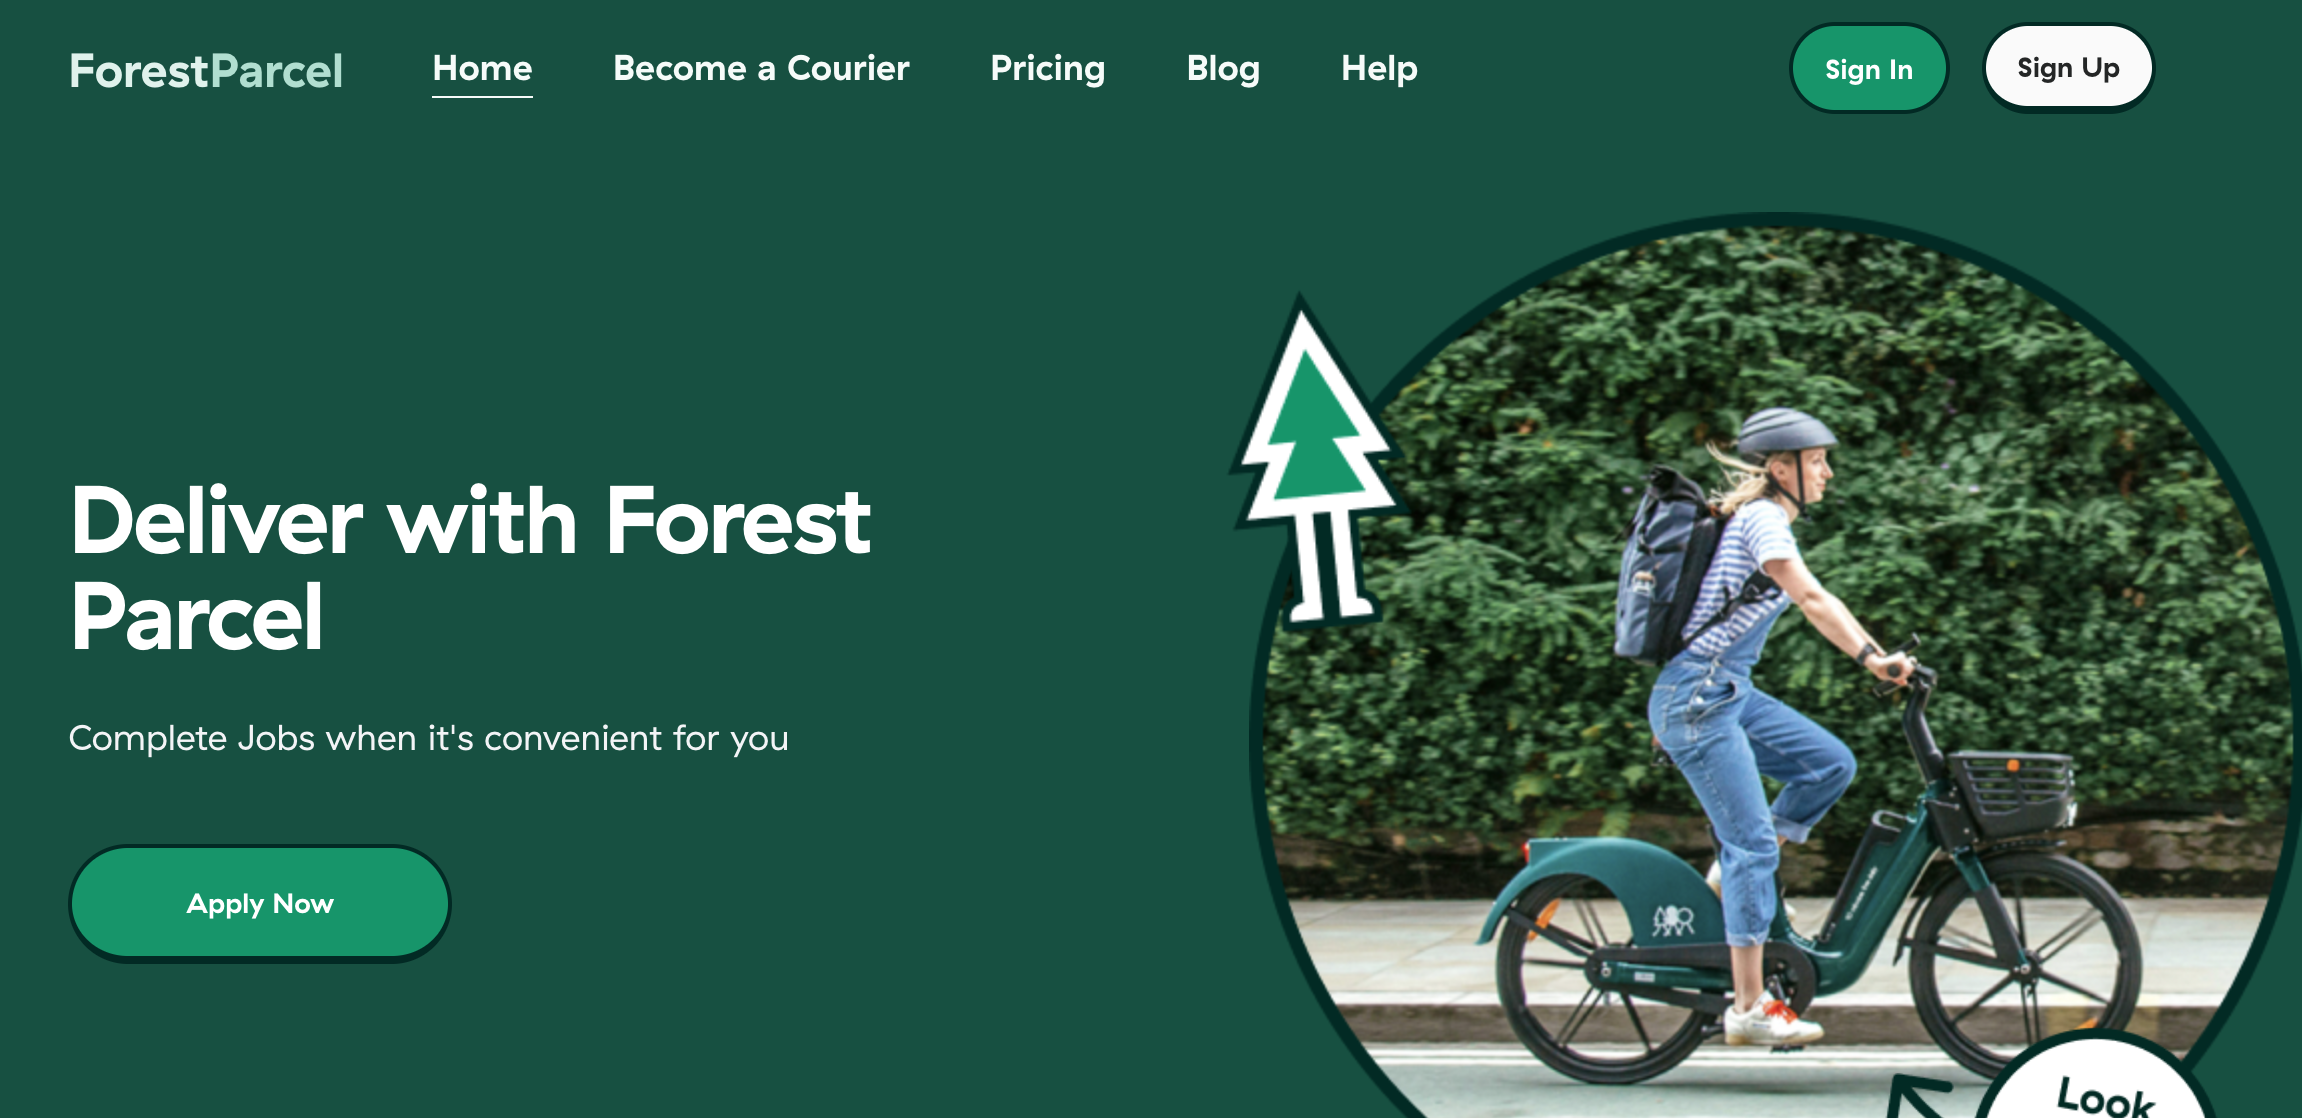 ForestParcel
Home
Become a Courier
Pricing
Blog
Help
Sign In
Sign Up
Deliver with Forest
Parcel
Complete Jobs when it's convenient for you
Apply Now
Look